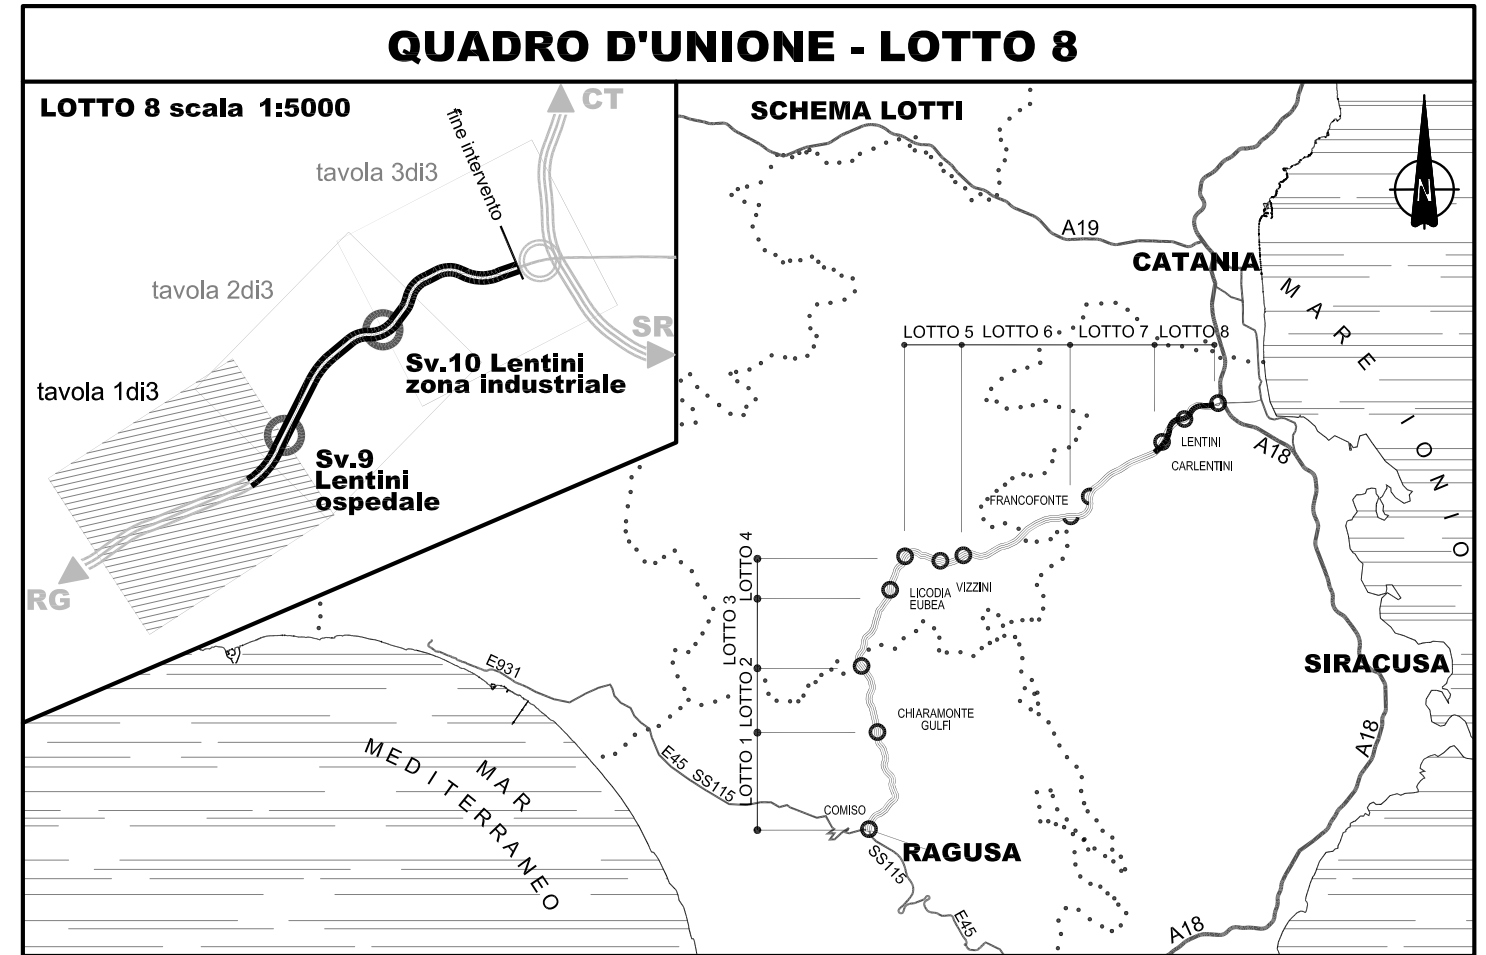 QUADRO D'UNIONE - LOTTO 8
LOTTO 8 scala 1:5000
CT
fine intervento
tavola 3di3
tavola 2di3
tavola 1di3
SR
Sv.10 Lentini
zona industriale
Sv.9
Lentini
ospedale
RG
SCHEMA LOTTI
N
A19
CATANIA
MARE IONIO
LOTTO 5
LOTTO 6
LOTTO 7
LOTTO 8
LENTINI
CARLENTINI
A18
FRANCOFONTE
LOTTO 4
LOTTO 3
LOTTO 2
LOTTO 1
LICODIA
EUBEA
VIZZINI
SIRACUSA
E931
CHIARAMONTE
GULFI
A18
MAR
MEDITERRANEO
E45 SS115
COMISO
RAGUSA
SS115
E45
A18